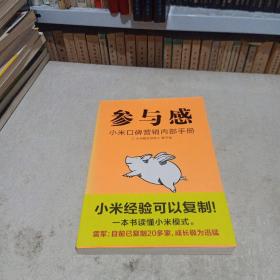 参与感
小米口碑营销内部手册
小米经验可以复制！
一本书读懂小米模式。
雷军：目前已复制20多家，成长极为迅猛